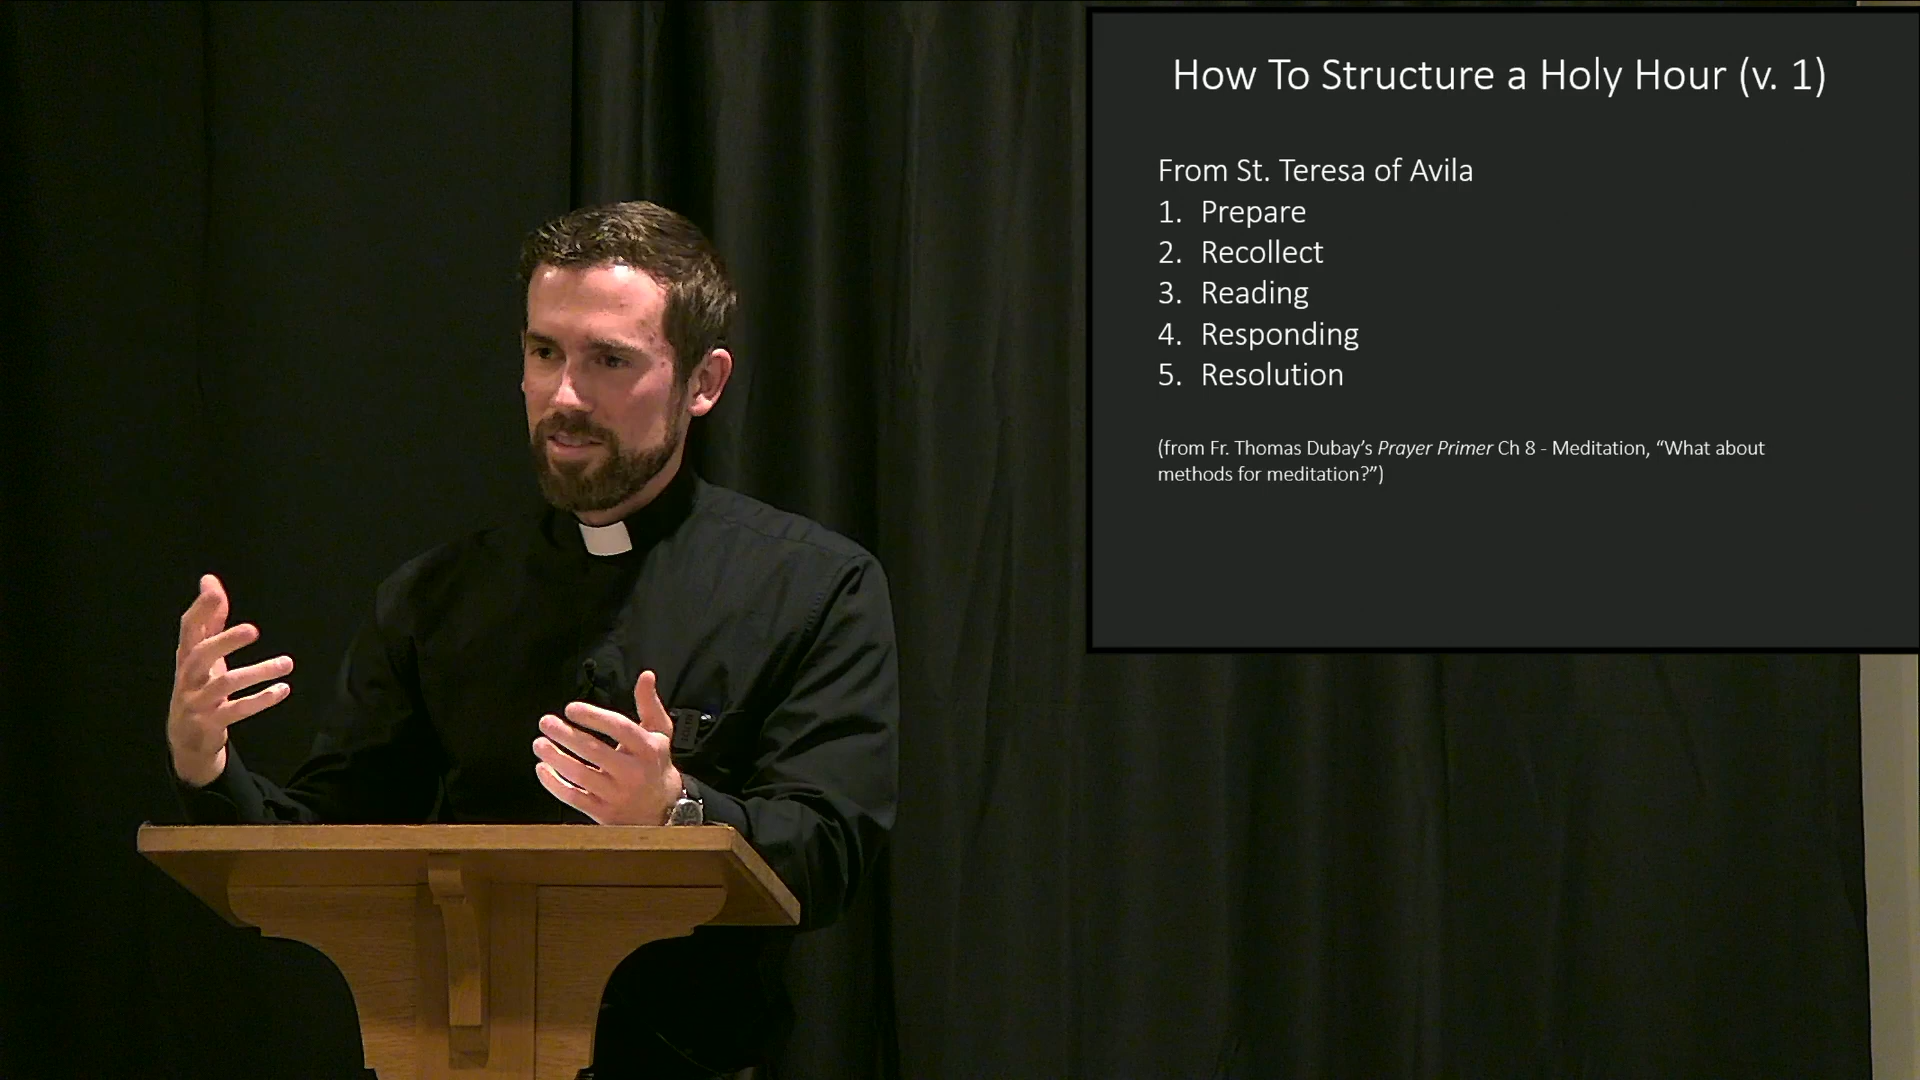 How To Structure a Holy Hour (v. 1)
From St. Teresa of Avila
1. Prepare
2. Recollect
3. Reading
4. Responding
5. Resolution
(from Fr. Thomas Dubay’s Prayer Primer Ch 8 - Meditation, “What about
methods for meditation?”)